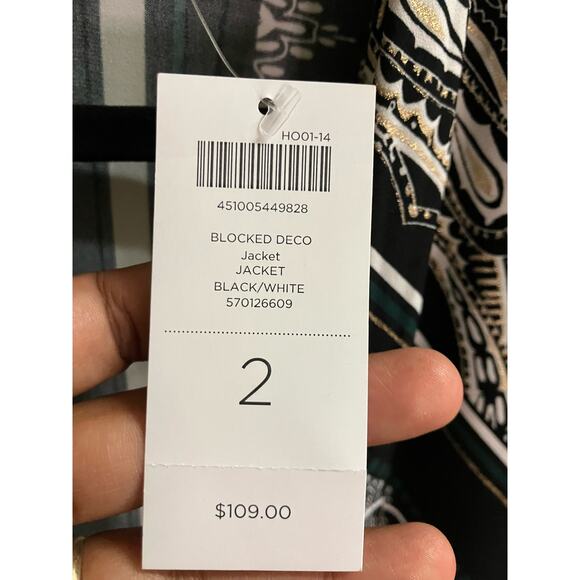 HO01-14
451005449828
BLOCKED DECO
Jacket
JACKET
BLACK/WHITE
570126609
2
$109.00